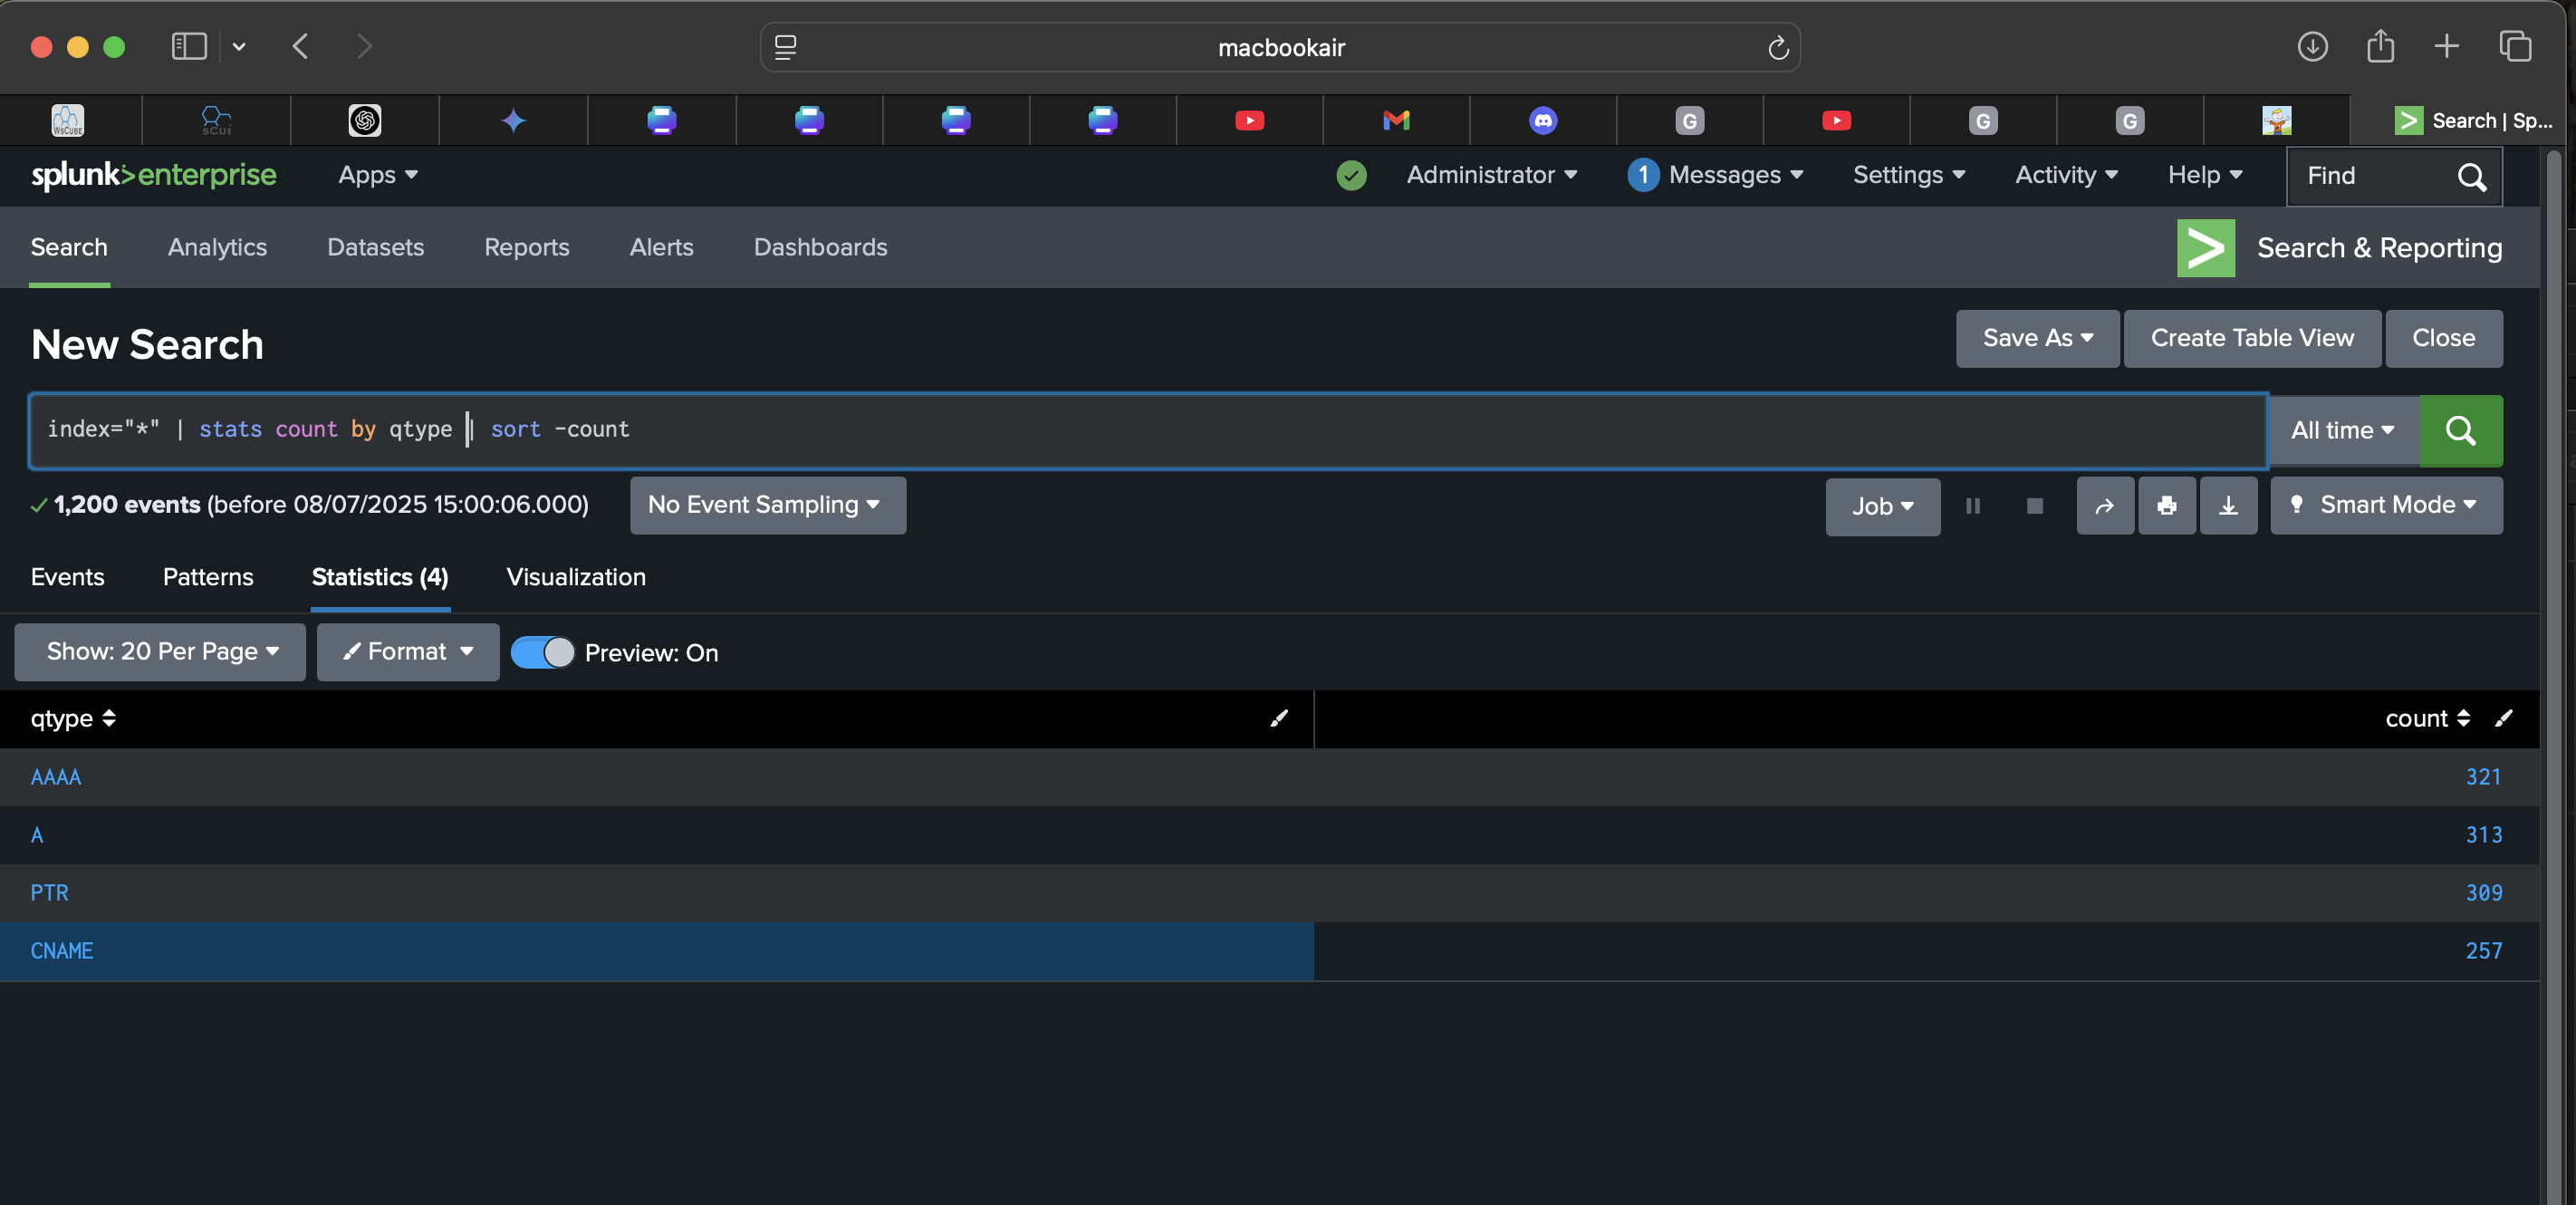 macbookair
WSCUBE
Search | Sp...
splunk>enterprise Apps Administrator 1 Messages Settings Activity Help Find
Search Analytics Datasets Reports Alerts Dashboards Search & Reporting
New Search Save As Create Table View Close
index="*" | stats count by qtype | sort -count All time
1,200 events (before 08/07/2025 15:00:06.000) No Event Sampling Job Smart Mode
Events Patterns Statistics (4) Visualization
Show: 20 Per Page Format Preview: On
qtype count
AAAA 321
A 313
PTR 309
CNAME 257